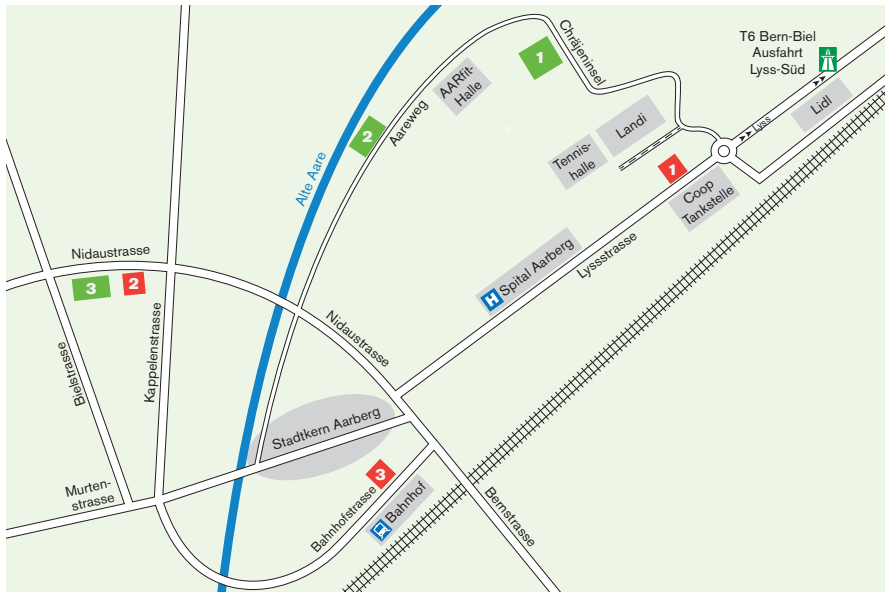 T6 Bern-Biel
Ausfahrt
Lyss-Süd
Chräjeninsel
1
AARfit-
Halle
Lidl
Lyss
Landi
Aareweg
2
Tennis-
halle
1
Coop
Tankstelle
Alte Aare
Spital Aarberg
H
Lyssstrasse
Nidaustrasse
3
2
Nidaustrasse
Bielstrasse
Kappelenstrasse
Stadtkern Aarberg
3
Murten-
strasse
Bahnhofstrasse
Bahnhof
Bernstrasse